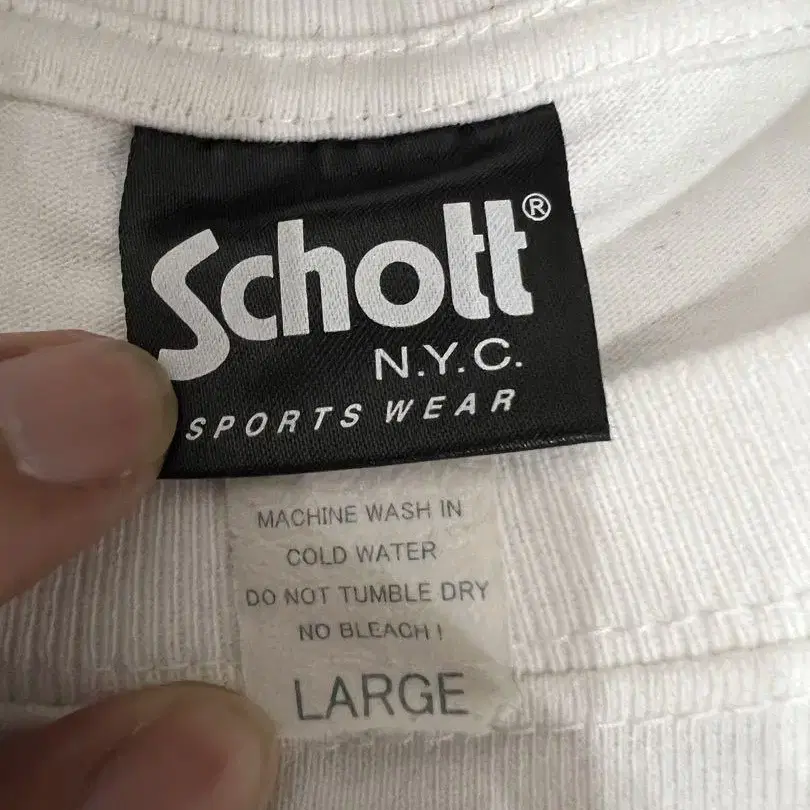 Schott®
N.Y.C.
SPORTS WEAR
MACHINE WASH IN
COLD WATER
DO NOT TUMBLE DRY
NO BLEACH!
LARGE